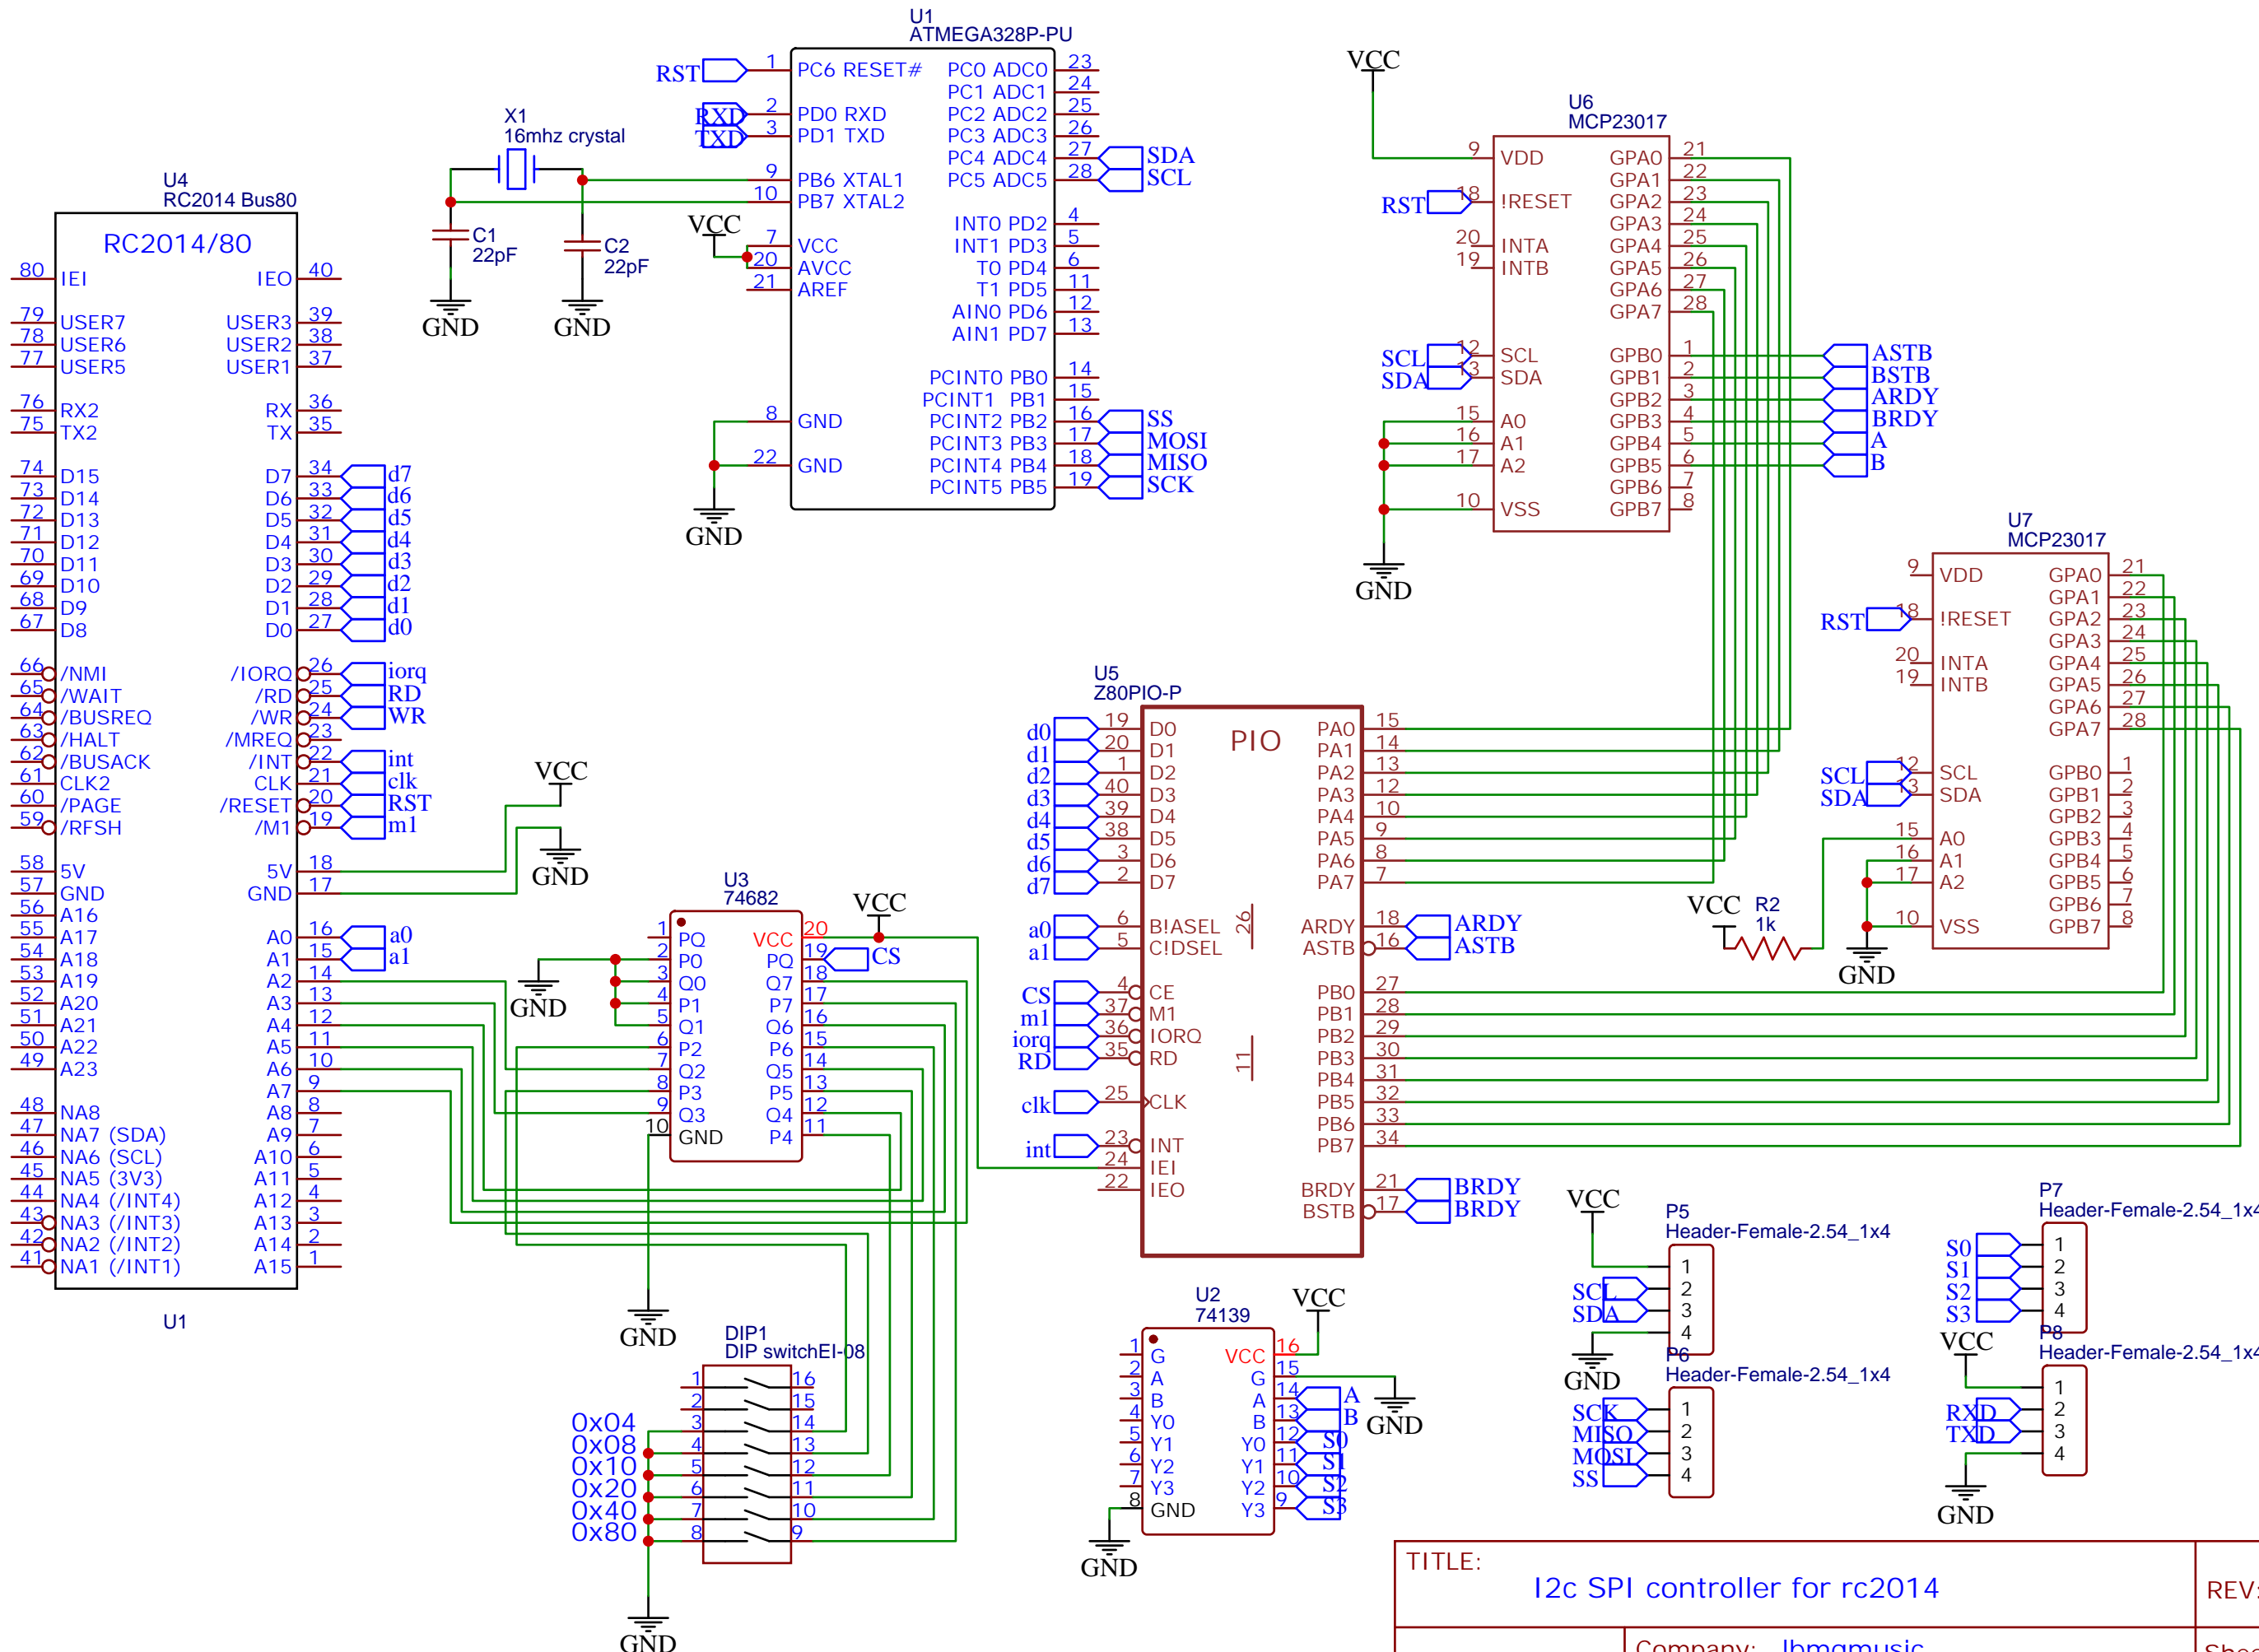 U1
ATMEGA328P-PU
RST
1 PC6 RESET#
RXD 2 PD0 RXD
TXD 3 PD1 TXD
9 PB6 XTAL1
10 PB7 XTAL2
VCC
7 VCC
20 AVCC
21 AREF
8 GND
22 GND
GND
PC0 ADC0 23
PC1 ADC1 24
PC2 ADC2 25
PC3 ADC3 26
PC4 ADC4 27 SDA
PC5 ADC5 28 SCL
INT0 PD2 4
INT1 PD3 5
T0 PD4 6
T1 PD5 11
AIN0 PD6 12
AIN1 PD7 13
PCINT0 PB0 14
PCINT1 PB1 15
PCINT2 PB2 16 SS
PCINT3 PB3 17 MOSI
PCINT4 PB4 18 MISO
PCINT5 PB5 19 SCK
X1
16mhz crystal
C1
22pF
C2
22pF
GND
GND
U4
RC2014 Bus80
RC2014/80
80 IEI
79 USER7
78 USER6
77 USER5
76 RX2
75 TX2
74 D15
73 D14
72 D13
71 D12
70 D11
69 D10
68 D9
67 D8
66 /NMI
65 /WAIT
64 /BUSREQ
63 /HALT
62 /BUSACK
61 CLK2
60 /PAGE
59 /RFSH
58 5V
57 GND
56 A16
55 A17
54 A18
53 A19
52 A20
51 A21
50 A22
49 A23
48 NA8
47 NA7 (SDA)
46 NA6 (SCL)
45 NA5 (3V3)
44 NA4 (/INT4)
43 NA3 (/INT3)
42 NA2 (/INT2)
41 NA1 (/INT1)
IEO 40
USER3 39
USER2 38
USER1 37
RX 36
TX 35
D7 34 d7
D6 33 d6
D5 32 d5
D4 31 d4
D3 30 d3
D2 29 d2
D1 28 d1
D0 27 d0
/IORQ 26 iorq
/RD 25 RD
/WR 24 WR
/MREQ 23
/INT 22 int
CLK 21 clk
/RESET 20 RST
/M1 19 m1
5V 18
GND 17
A0 16 a0
A1 15 a1
A2 14
A3 13
A4 12
A5 11
A6 10
A7 9
A8 8
A9 7
A10 6
A11 5
A12 4
A13 3
A14 2
A15 1
U1
VCC
GND
U3
74682
1 PQ
2 P0
3 Q0
4 P1
5 Q1
6 P2
7 Q2
8 P3
9 Q3
10 GND
VCC 20
PQ 19 CS
Q7 18
P7 17
Q6 16
P6 15
Q5 14
P5 13
Q4 12
P4 11
VCC
GND
GND
DIP1
DIP switchEI-08
1 16
2 15
0x04 3 14
0x08 4 13
0x10 5 12
0x20 6 11
0x40 7 10
0x80 8 9
GND
VCC
U6
MCP23017
9 VDD
RST 18 !RESET
20 INTA
19 INTB
SCL 12 SCL
SDA 13 SDA
15 A0
16 A1
17 A2
10 VSS
GND
GPA0 21
GPA1 22
GPA2 23
GPA3 24
GPA4 25
GPA5 26
GPA6 27
GPA7 28
GPB0 1 ASTB
GPB1 2 BSTB
GPB2 3 ARDY
GPB3 4 BRDY
GPB4 5 A
GPB5 6 B
GPB6 7
GPB7 8
U7
MCP23017
9 VDD
RST 18 !RESET
20 INTA
19 INTB
SCL 12 SCL
SDA 13 SDA
15 A0
16 A1
17 A2
10 VSS
GND
VCC
R2
1k
GPA0 21
GPA1 22
GPA2 23
GPA3 24
GPA4 25
GPA5 26
GPA6 27
GPA7 28
GPB0 1
GPB1 2
GPB2 3
GPB3 4
GPB4 5
GPB5 6
GPB6 7
GPB7 8
U5
Z80PIO-P
PIO
d0 19 D0
d1 20 D1
d2 1 D2
d3 40 D3
d4 39 D4
d5 38 D5
d6 3 D6
d7 2 D7
a0 6 B!ASEL
a1 5 C!DSEL
CS 4 CE
m1 37 M1
iorq 36 IORQ
RD 35 RD
clk 25 CLK
int 23 INT
24 IEI
22 IEO
26
11
PA0 15
PA1 14
PA2 13
PA3 12
PA4 10
PA5 9
PA6 8
PA7 7
ARDY 18 ARDY
ASTB 16 ASTB
PB0 27
PB1 28
PB2 29
PB3 30
PB4 31
PB5 32
PB6 33
PB7 34
BRDY 21 BRDY
BSTB 17 BRDY
U2
74139
VCC
1 G
2 A
3 B
4 Y0
5 Y1
6 Y2
7 Y3
8 GND
VCC 16
G 15
A 14 A
B 13 B
Y0 12 S0
Y1 11 S1
Y2 10 S2
Y3 9 S3
GND
GND
VCC
P5
Header-Female-2.54_1x4
1
SCL 2
SDA 3
4
GND
P6
Header-Female-2.54_1x4
SCK 1
MISO 2
MOSI 3
SS 4
P7
Header-Female-2.54_1x4
S0 1
S1 2
S2 3
S3 4
VCC
P8
Header-Female-2.54_1x4
1
RXD 2
TXD 3
4
GND
TITLE:
I2c SPI controller for rc2014
REV:
Company: lbmgmusic